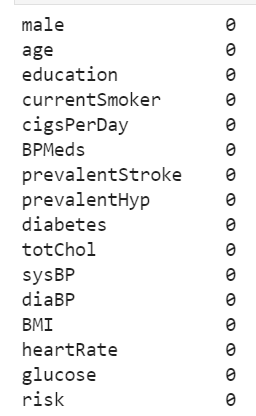 male 0
age 0
education 0
currentSmoker 0
cigsPerDay 0
BPMeds 0
prevalentStroke 0
prevalentHyp 0
diabetes 0
totChol 0
sysBP 0
diaBP 0
BMI 0
heartRate 0
glucose 0
risk 0